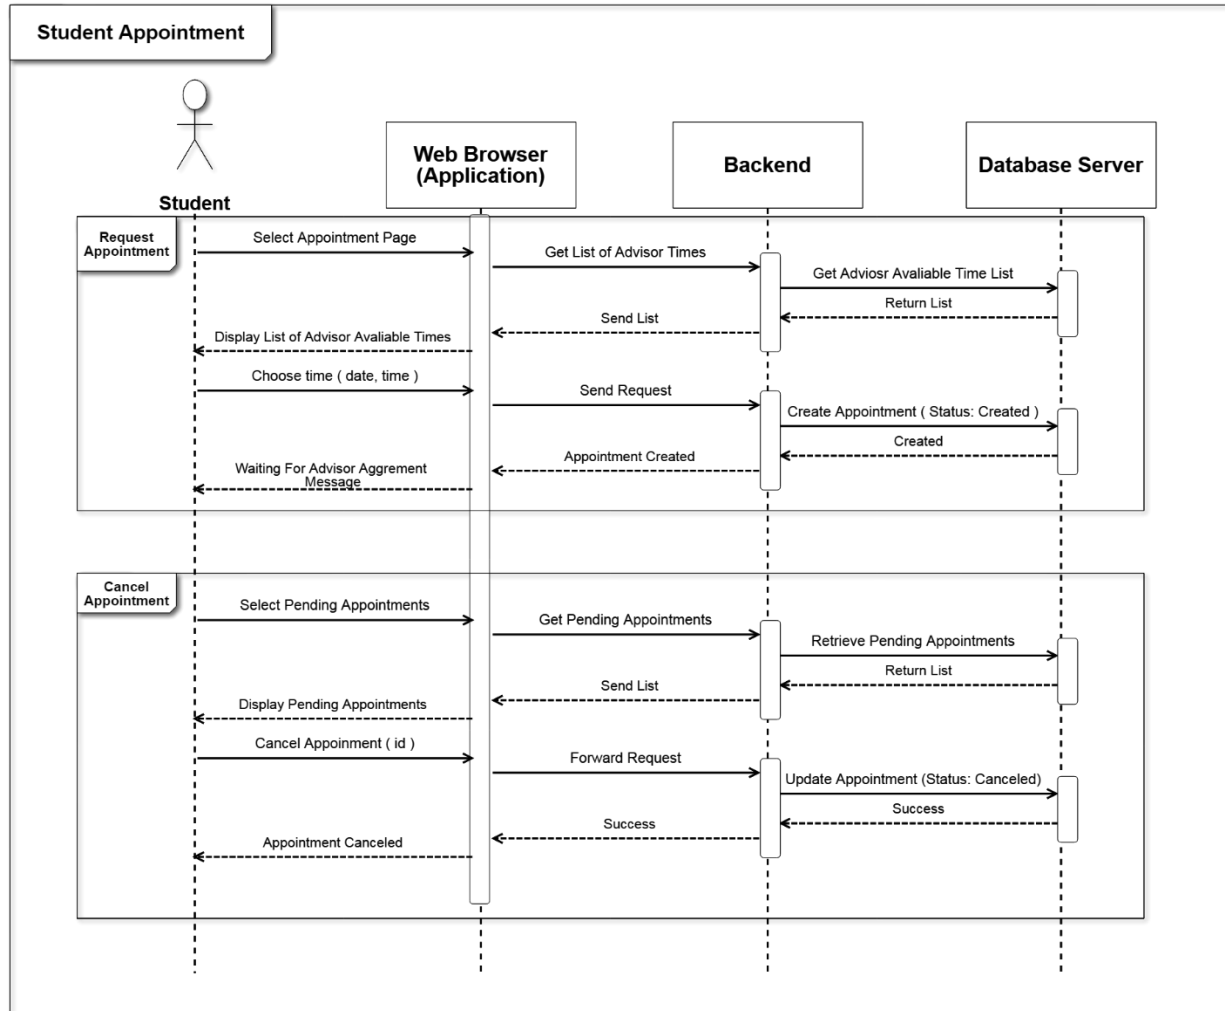 Student Appointment
Student
Web Browser
(Application)
Backend
Database Server
Request
Appointment
Select Appointment Page
Get List of Advisor Times
Get Adviosr Avaliable Time List
Return List
Send List
Display List of Advisor Avaliable Times
Choose time ( date, time )
Send Request
Create Appointment ( Status: Created )
Created
Appointment Created
Waiting For Advisor Aggrement
Message
Cancel
Appointment
Select Pending Appointments
Get Pending Appointments
Retrieve Pending Appointments
Return List
Send List
Display Pending Appointments
Cancel Appoinment ( id )
Forward Request
Update Appointment (Status: Canceled)
Success
Success
Appointment Canceled